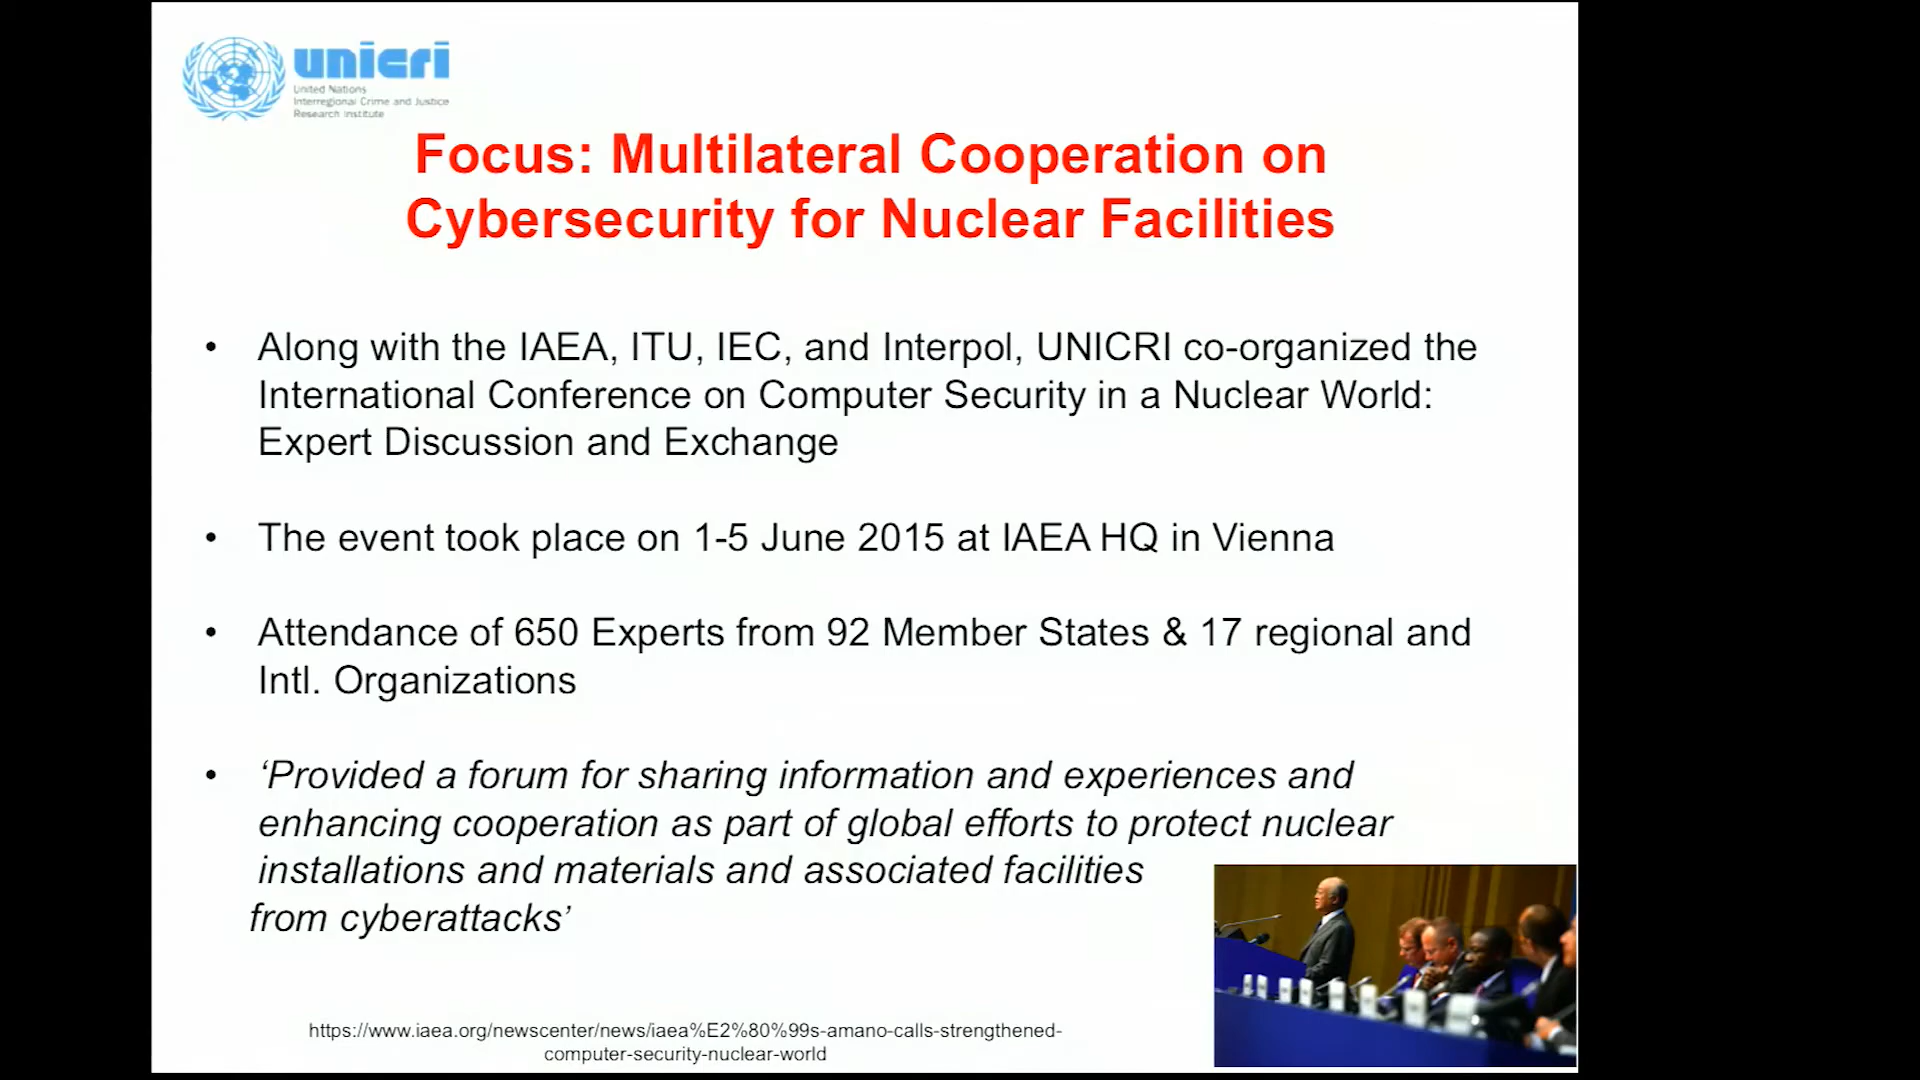 unicri
United Nations
Interregional Crime and Justice
Research Institute
Focus: Multilateral Cooperation on
Cybersecurity for Nuclear Facilities
• Along with the IAEA, ITU, IEC, and Interpol, UNICRI co-organized the
International Conference on Computer Security in a Nuclear World:
Expert Discussion and Exchange
• The event took place on 1-5 June 2015 at IAEA HQ in Vienna
• Attendance of 650 Experts from 92 Member States & 17 regional and
Intl. Organizations
• ‘Provided a forum for sharing information and experiences and
enhancing cooperation as part of global efforts to protect nuclear
installations and materials and associated facilities
from cyberattacks’
https://www.iaea.org/newscenter/news/iaea%E2%80%99s-amano-calls-strengthened-
computer-security-nuclear-world